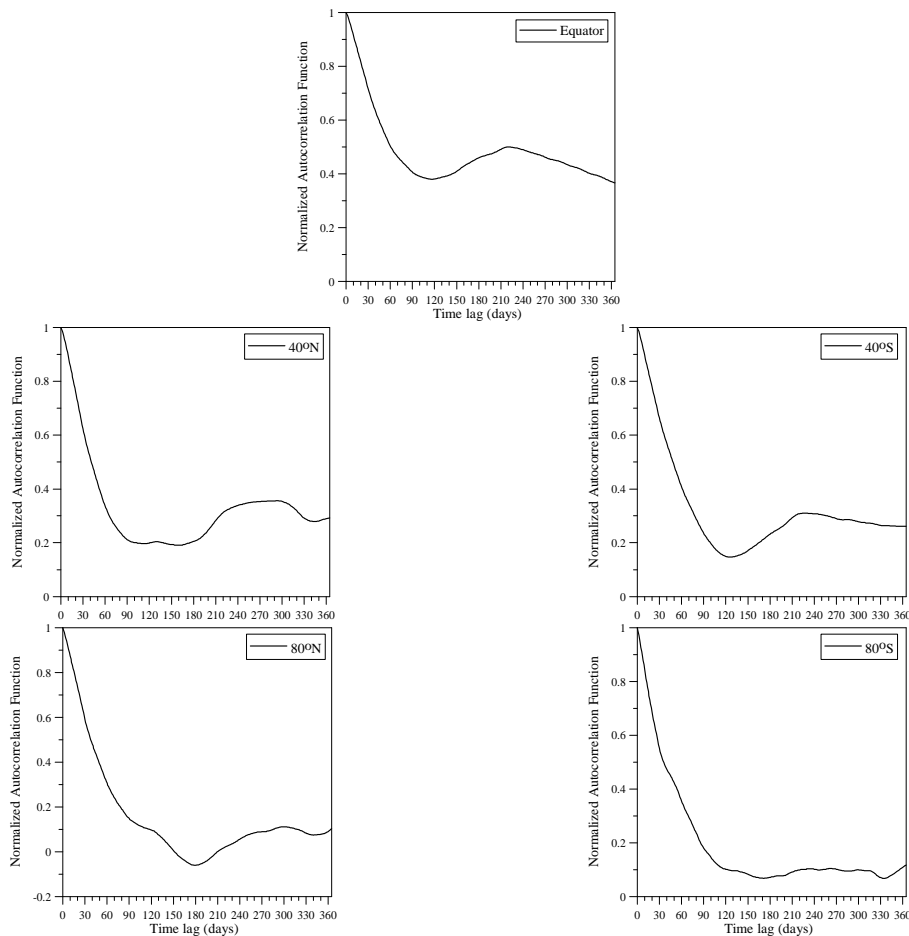 Equator
Normalized Autocorrelation Function
1
0.8
0.6
0.4
0.2
0
0 30 60 90 120 150 180 210 240 270 300 330 360
Time lag (days)
40ºN
Normalized Autocorrelation Function
1
0.8
0.6
0.4
0.2
0
0 30 60 90 120 150 180 210 240 270 300 330 360
40ºS
Normalized Autocorrelation Function
1
0.8
0.6
0.4
0.2
0
0 30 60 90 120 150 180 210 240 270 300 330 360
80ºN
Normalized Autocorrelation Function
1
0.8
0.6
0.4
0.2
0
-0.2
0 30 60 90 120 150 180 210 240 270 300 330 360
Time lag (days)
80ºS
Normalized Autocorrelation Function
1
0.8
0.6
0.4
0.2
0
0 30 60 90 120 150 180 210 240 270 300 330 360
Time lag (days)